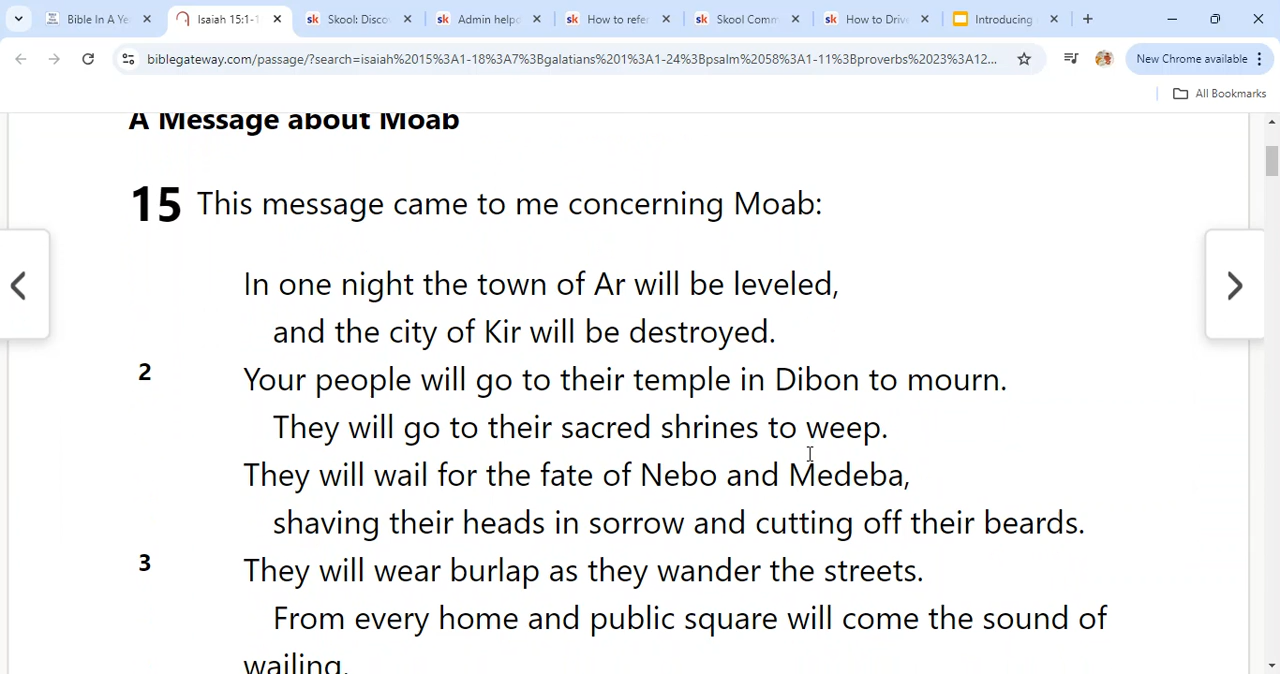 Bible In A Ye
Isaiah 15:1-1
Skool: Disco
Admin help
How to refe
Skool Comm
How to Driv
Introducing
biblegateway.com/passage/?search=isaiah%2015%3A1-18%3A7%3Bgalatians%201%3A1-24%3Bpsalm%2058%3A1-11%3Bproverbs%2023%3A12...
New Chrome available
All Bookmarks
A Message about Moab
15 This message came to me concerning Moab:
In one night the town of Ar will be leveled,
and the city of Kir will be destroyed.
2 Your people will go to their temple in Dibon to mourn.
They will go to their sacred shrines to weep.
They will wail for the fate of Nebo and Medeba,
shaving their heads in sorrow and cutting off their beards.
3 They will wear burlap as they wander the streets.
From every home and public square will come the sound of
wailing.